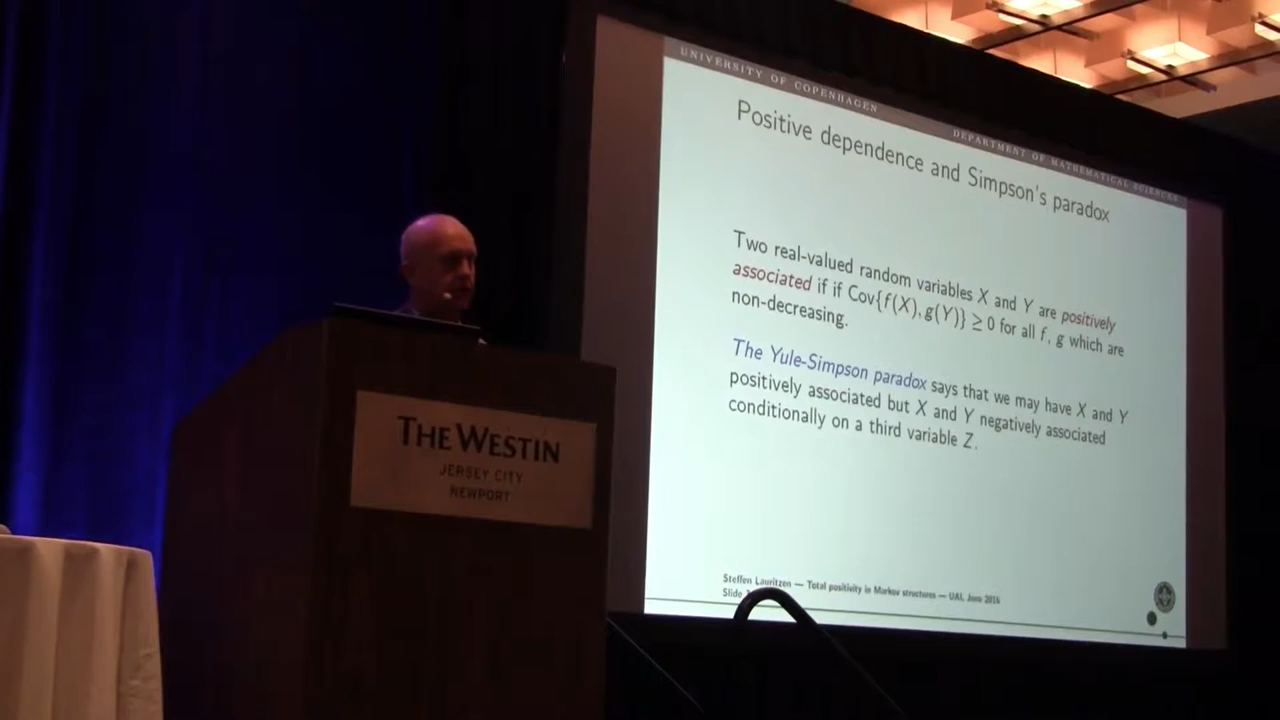 UNIVERSITY OF COPENHAGEN
DEPARTMENT OF MATHEMATICAL SCIENCES
Positive dependence and Simpson's paradox
Two real-valued random variables X and Y are positively
associated if if Cov{f(X), g(Y)} ≥ 0 for all f, g which are
non-decreasing.
The Yule-Simpson paradox says that we may have X and Y
positively associated but X and Y negatively associated
conditionally on a third variable Z.
Steffen Lauritzen — Total positivity in Markov structures — UAI, June 2016
Slide
THE WESTIN
JERSEY CITY
NEWPORT